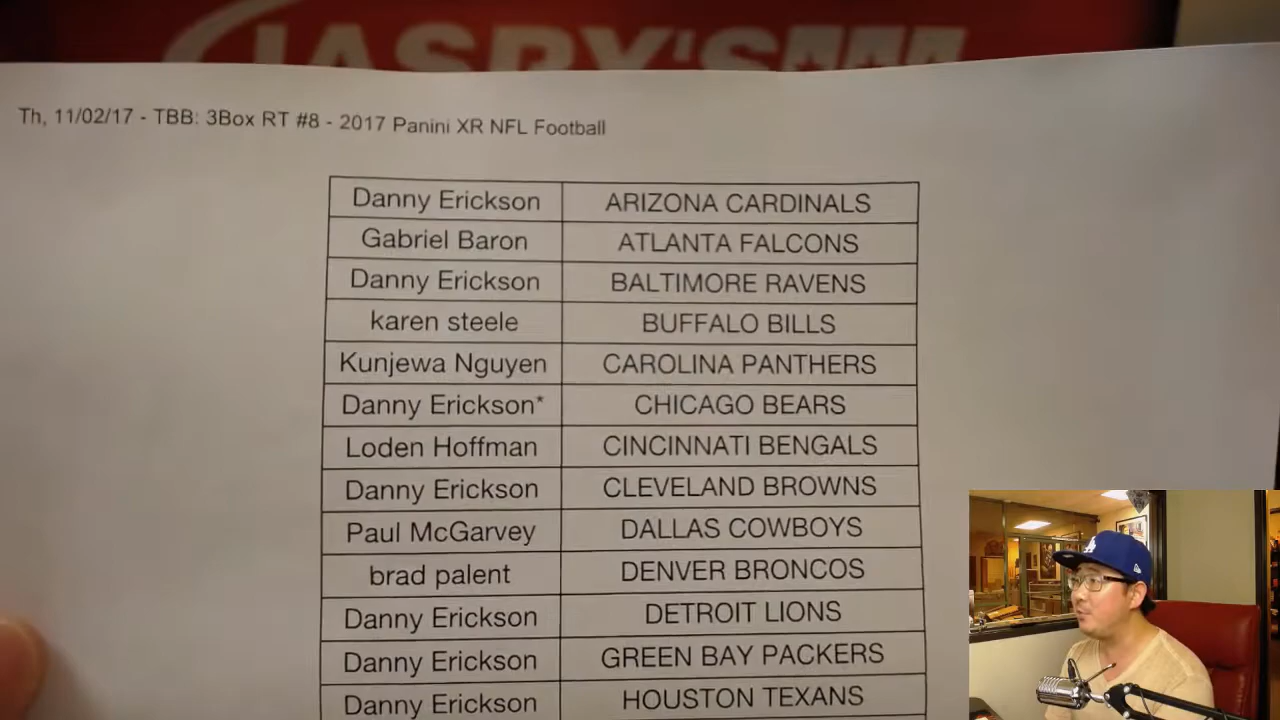 JASPY'S
Th, 11/02/17 - TBB: 3Box RT #8 - 2017 Panini XR NFL Football
Danny Erickson ARIZONA CARDINALS
Gabriel Baron ATLANTA FALCONS
Danny Erickson BALTIMORE RAVENS
karen steele BUFFALO BILLS
Kunjewa Nguyen CAROLINA PANTHERS
Danny Erickson* CHICAGO BEARS
Loden Hoffman CINCINNATI BENGALS
Danny Erickson CLEVELAND BROWNS
Paul McGarvey DALLAS COWBOYS
brad palent DENVER BRONCOS
Danny Erickson DETROIT LIONS
Danny Erickson GREEN BAY PACKERS
Danny Erickson HOUSTON TEXANS
LA